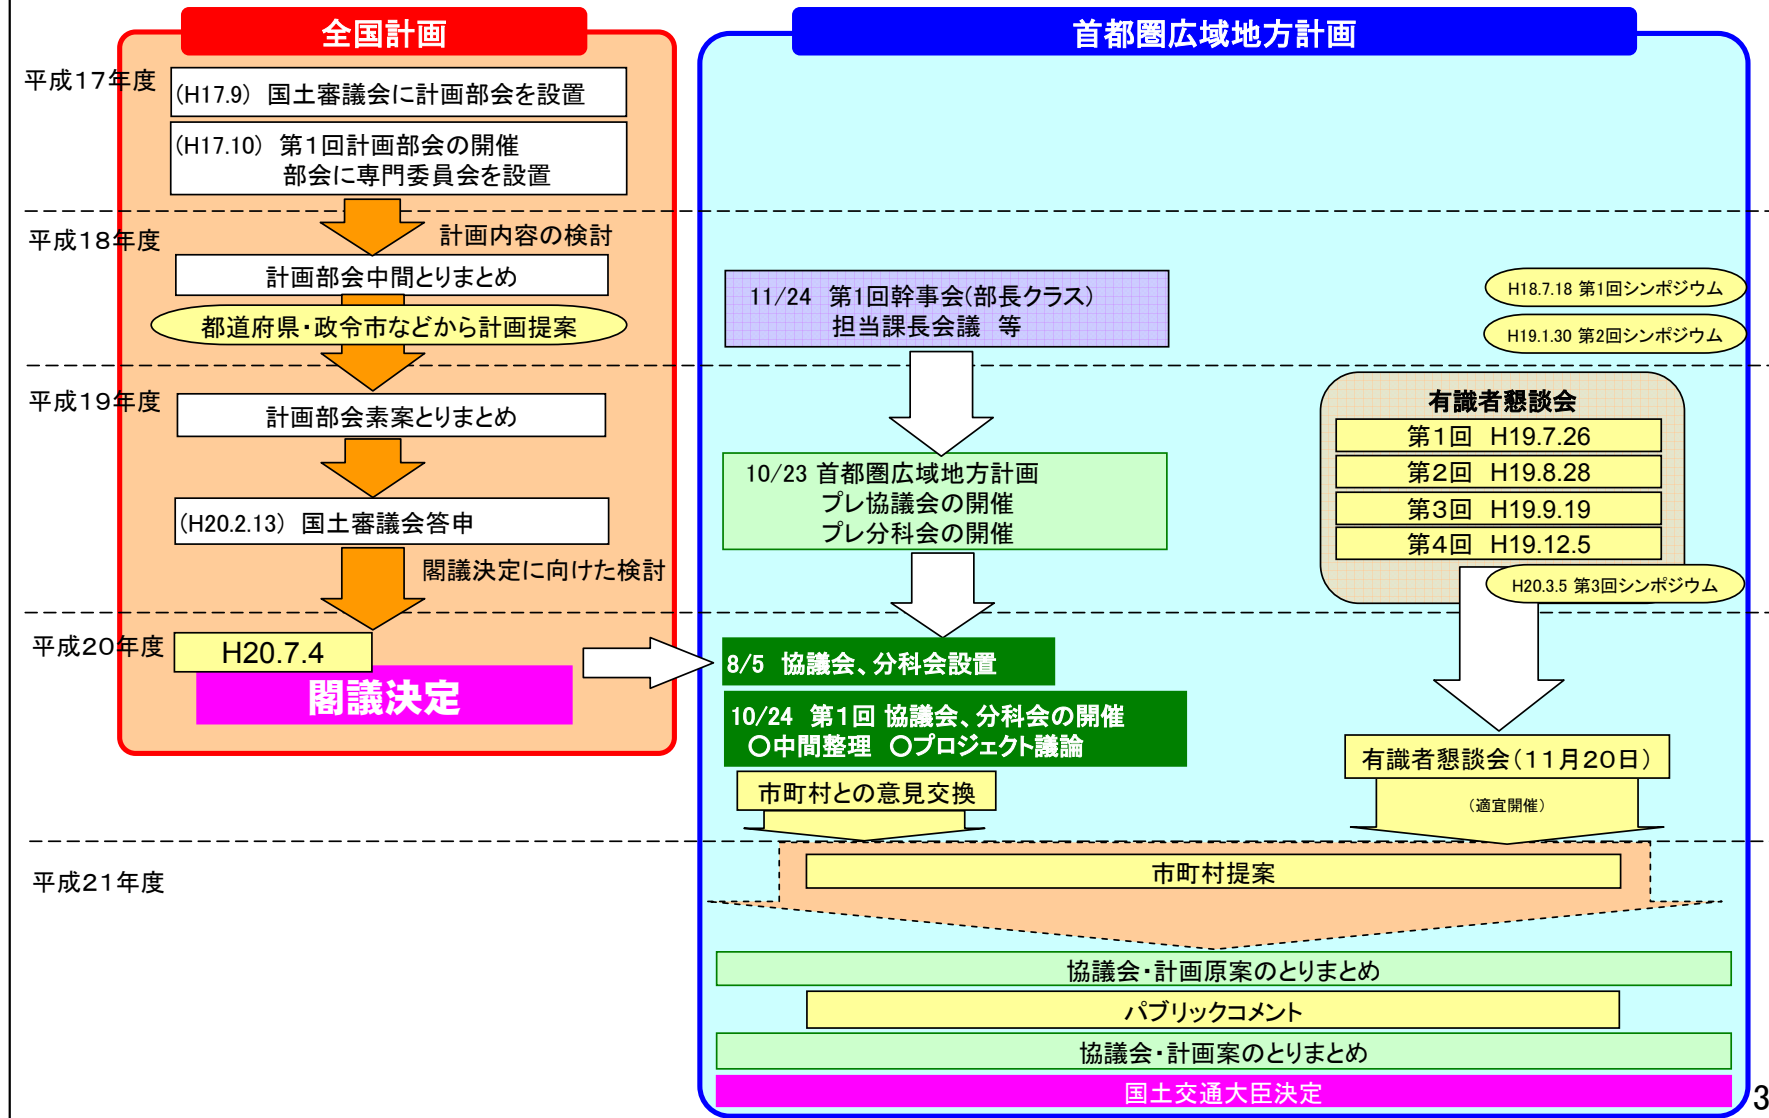 全国計画
首都圏広域地方計画
平成17年度
(H17.9) 国土審議会に計画部会を設置
(H17.10) 第1回計画部会の開催
部会に専門委員会を設置
平成18年度
計画内容の検討
計画部会中間とりまとめ
都道府県・政令市などから計画提案
11/24 第1回幹事会(部長クラス)
担当課長会議 等
H18.7.18 第1回シンポジウム
H19.1.30 第2回シンポジウム
平成19年度
計画部会素案とりまとめ
(H20.2.13) 国土審議会答申
閣議決定に向けた検討
10/23 首都圏広域地方計画
プレ協議会の開催
プレ分科会の開催
有識者懇談会
第1回 H19.7.26
第2回 H19.8.28
第3回 H19.9.19
第4回 H19.12.5
H20.3.5 第3回シンポジウム
平成20年度
H20.7.4
閣議決定
8/5 協議会、分科会設置
10/24 第1回 協議会、分科会の開催
○中間整理 ○プロジェクト議論
市町村との意見交換
有識者懇談会(11月20日)
(適宜開催)
平成21年度
市町村提案
協議会・計画原案のとりまとめ
パブリックコメント
協議会・計画案のとりまとめ
国土交通大臣決定
3